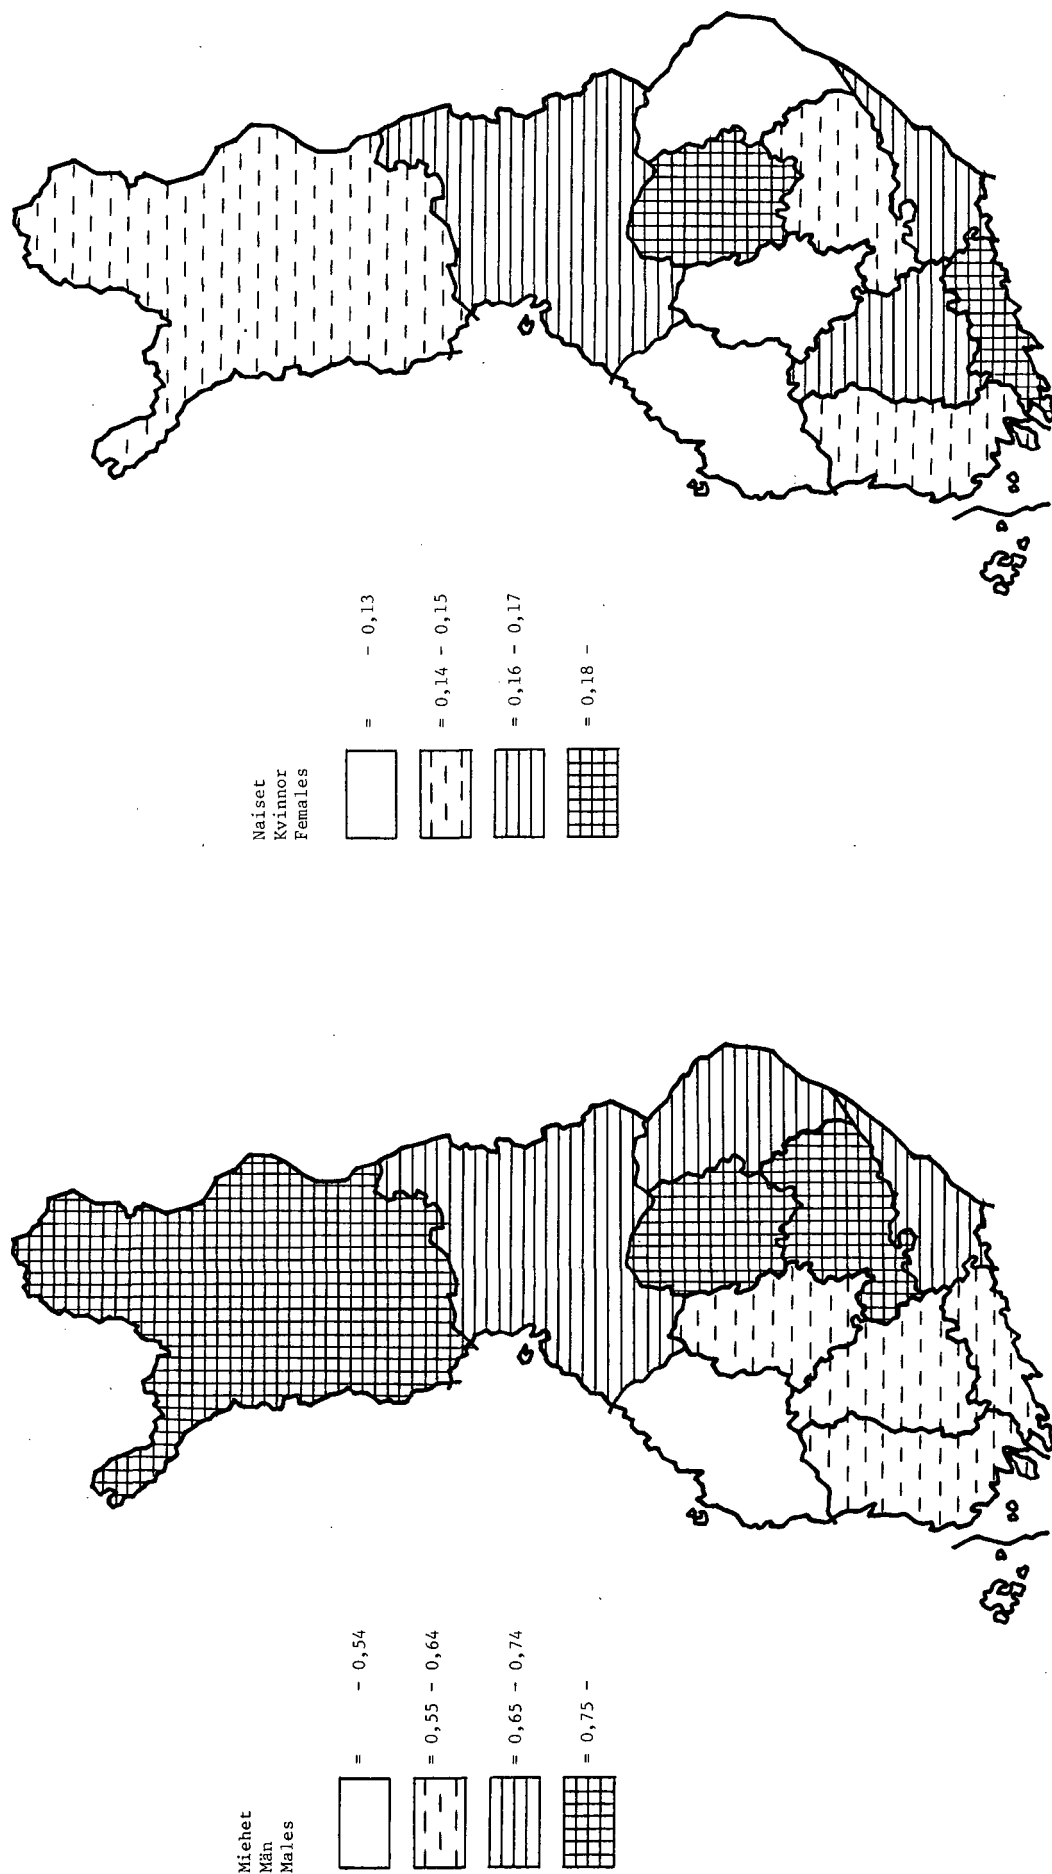 Naiset
Kvinnor
Females
= - 0,13
= 0,14 - 0,15
= 0,16 - 0,17
= 0,18 -
Miehet
Män
Males
= - 0,54
= 0,55 - 0,64
= 0,65 - 0,74
= 0,75 -